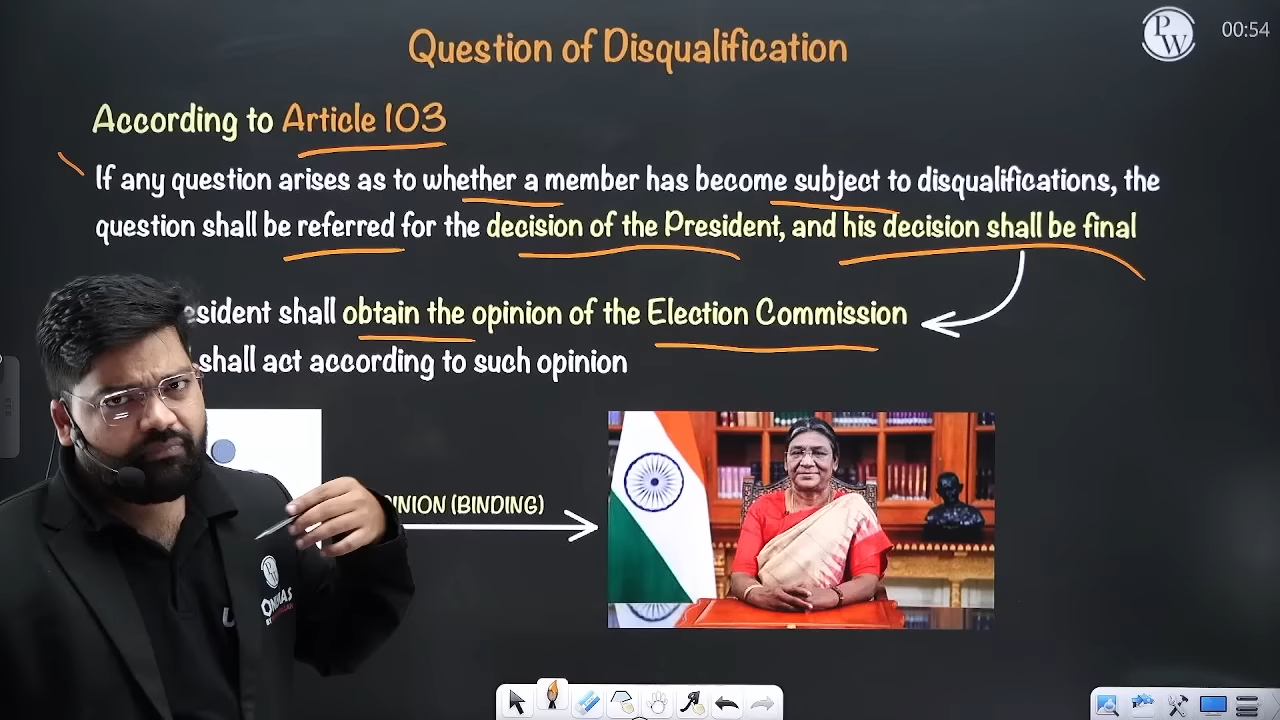 Question of Disqualification
PW
00:54
According to Article 103
If any question arises as to whether a member has become subject to disqualifications, the
question shall be referred for the decision of the President, and his decision shall be final
esident shall obtain the opinion of the Election Commission
shall act according to such opinion
INION (BINDING)